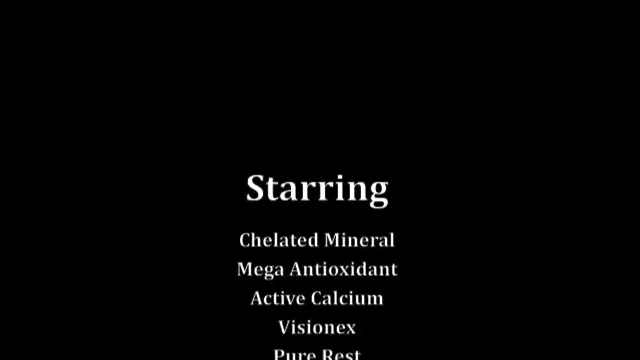 Starring
Chelated Mineral
Mega Antioxidant
Active Calcium
Visionex
Pure Rest